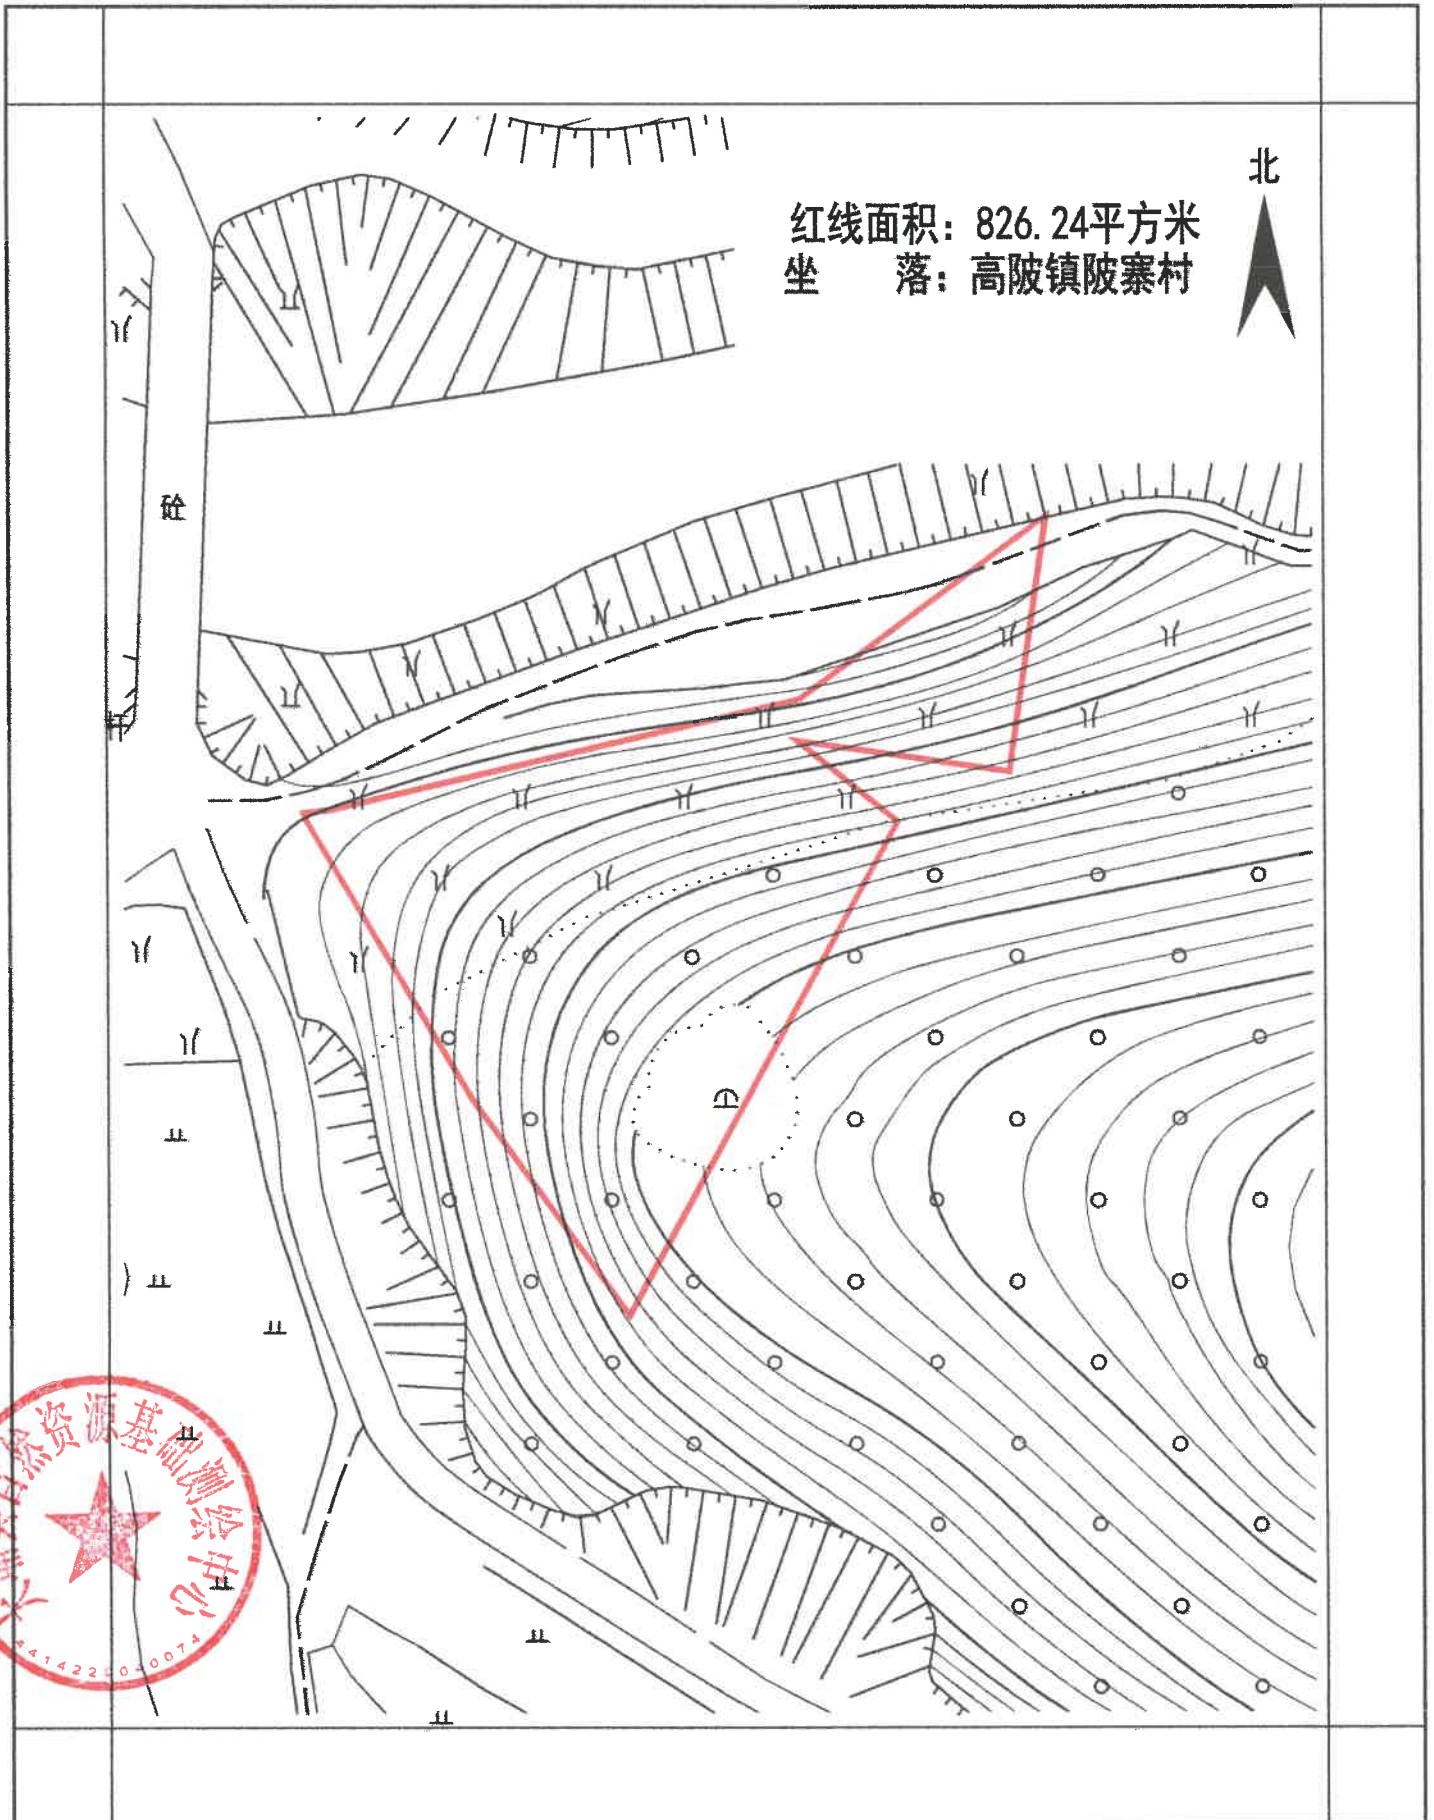 北
红线面积：826.24平方米
坐　　落：高陂镇陂寨村
砼
自然资源基础测绘中心